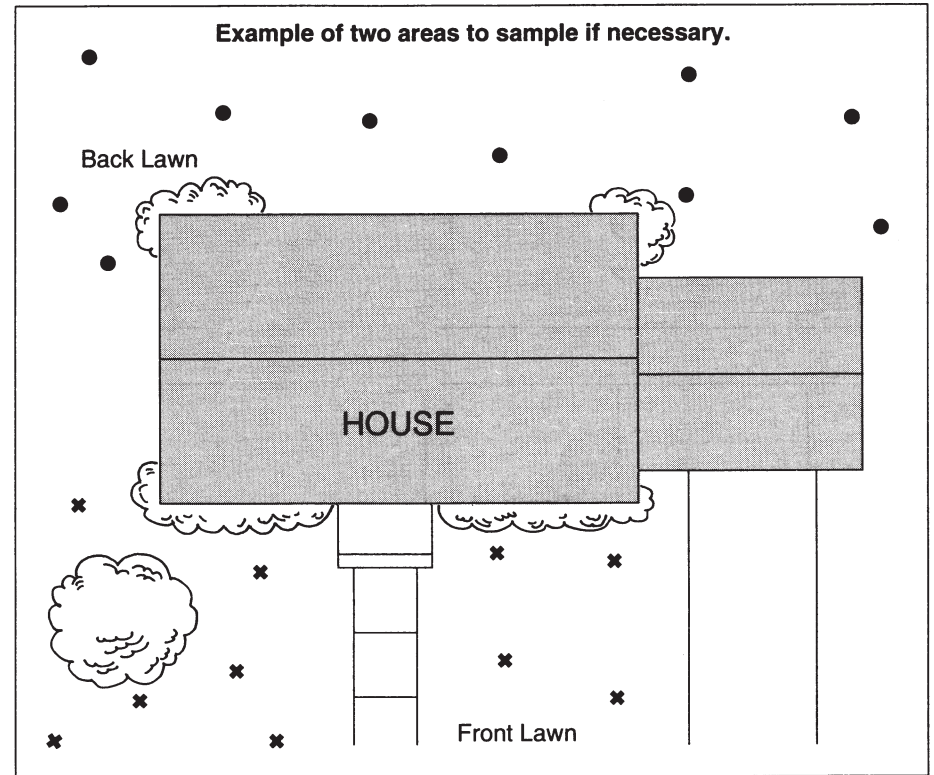 Example of two areas to sample if necessary.
Back Lawn
HOUSE
Front Lawn